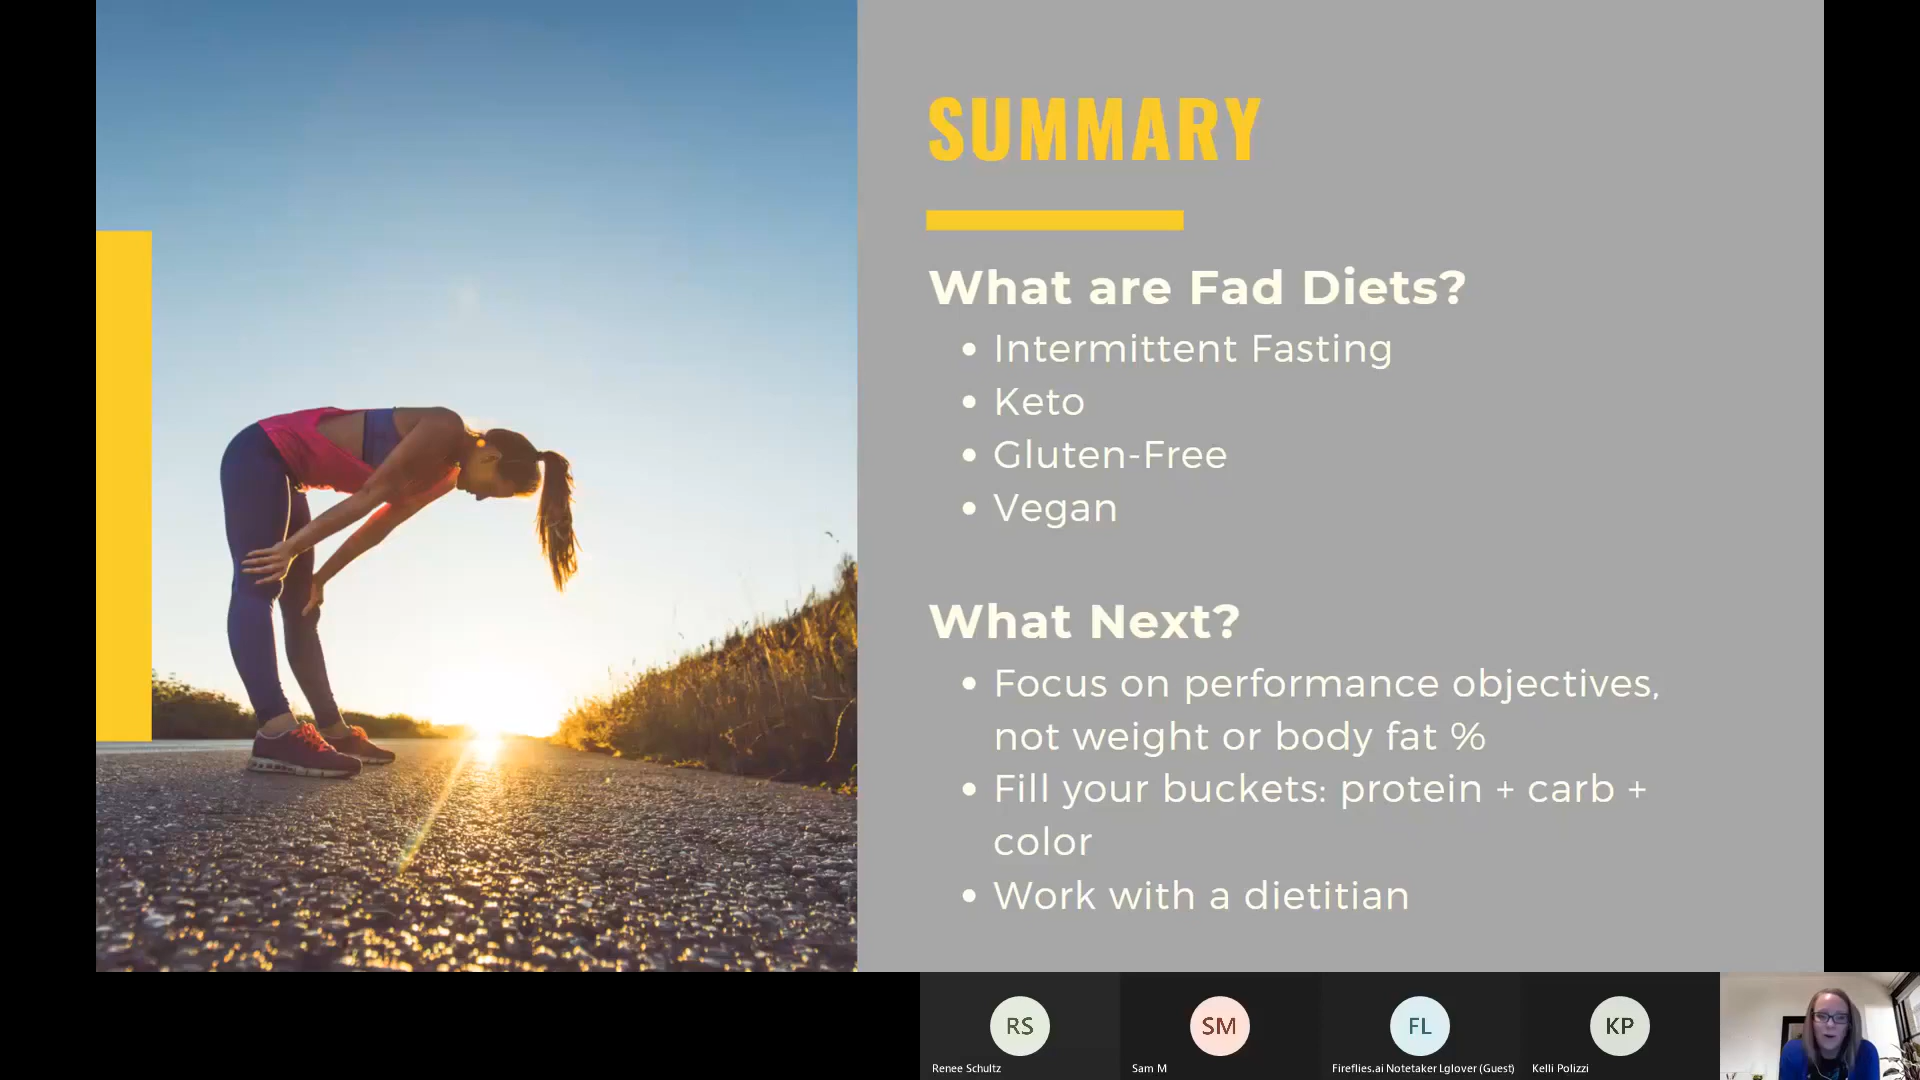 SUMMARY
What are Fad Diets?
• Intermittent Fasting
• Keto
• Gluten-Free
• Vegan
What Next?
• Focus on performance objectives,
not weight or body fat %
• Fill your buckets: protein + carb +
color
• Work with a dietitian
RS
SM
FL
KP
Renee Schultz
Sam M
Fireflies.ai Notetaker Lglover (Guest)
Kelli Polizzi